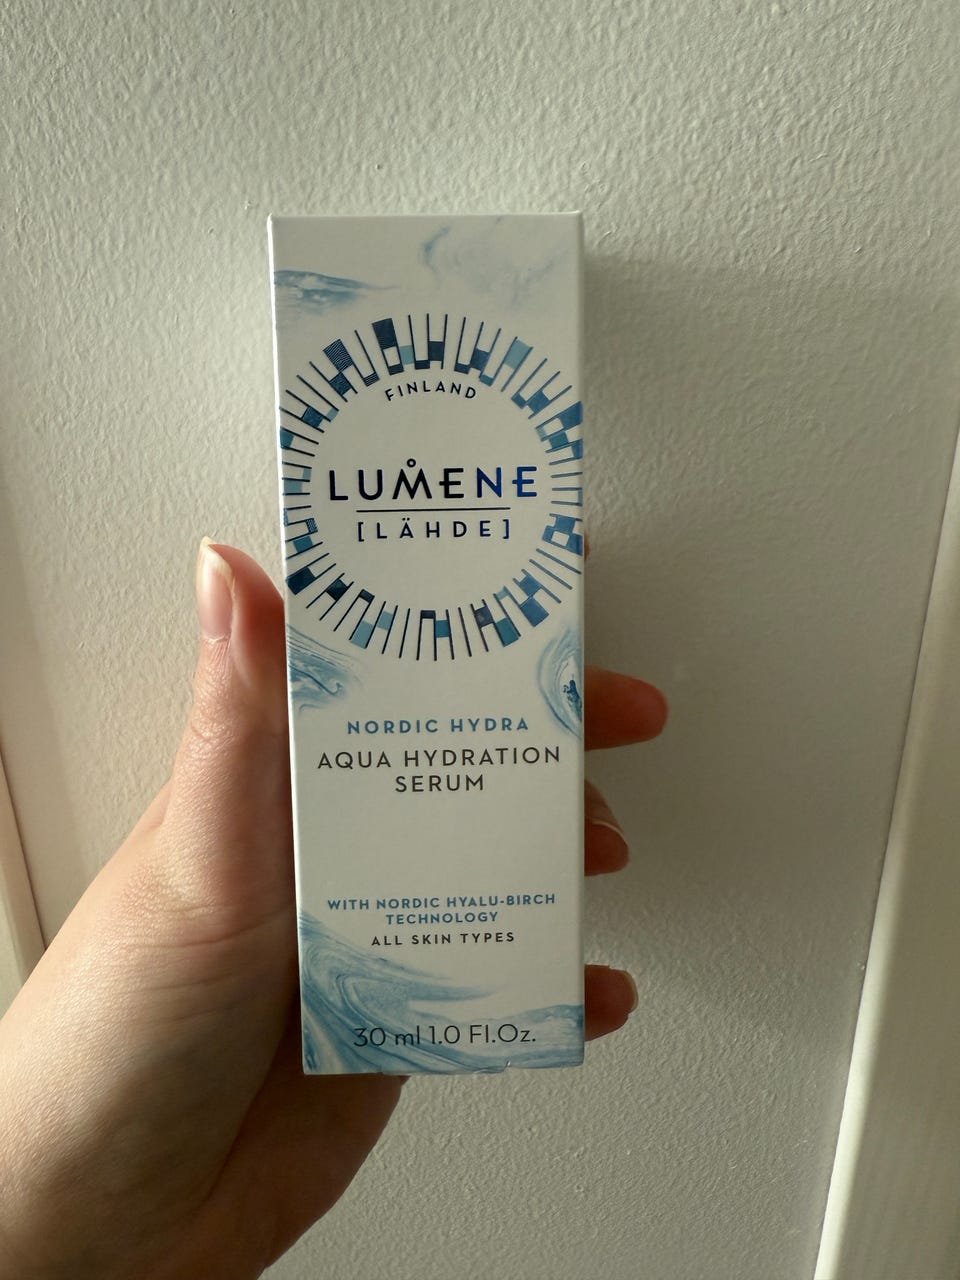 FINLAND
LUMENE
[LÄHDE]
NORDIC HYDRA
AQUA HYDRATION
SERUM
WITH NORDIC HYALU-BIRCH
TECHNOLOGY
ALL SKIN TYPES
30 ml 1.0 Fl.Oz.